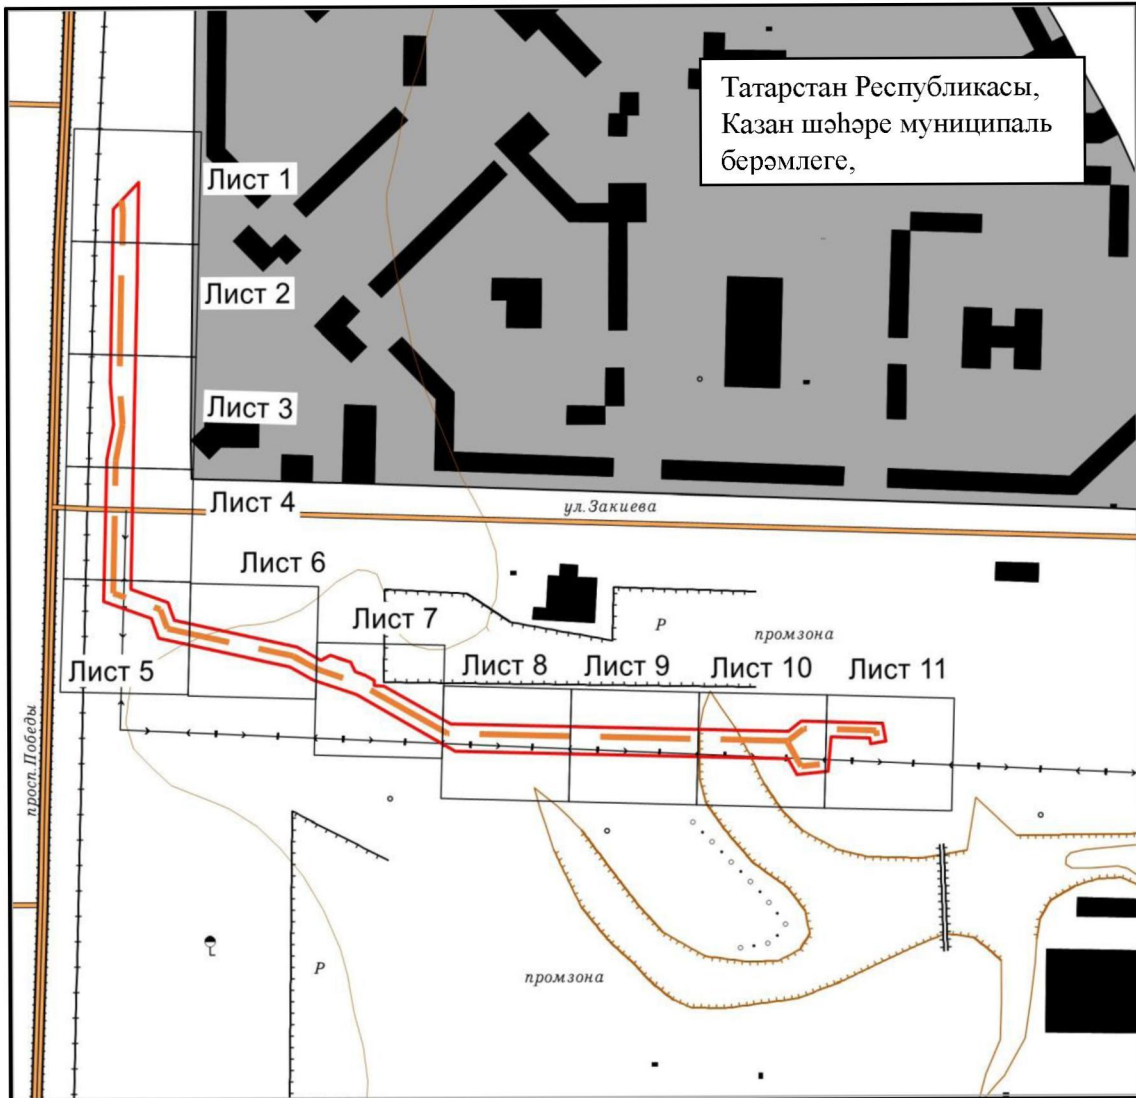 Татарстан Республикасы,
Казан шәһәре муниципаль
берәмлеге,
Лист 1
Лист 2
Лист 3
Лист 4
ул.Закиева
Лист 6
Лист 7
Р
промзона
Лист 5
Лист 8
Лист 9
Лист 10
Лист 11
просп.Победы
Р
промзона